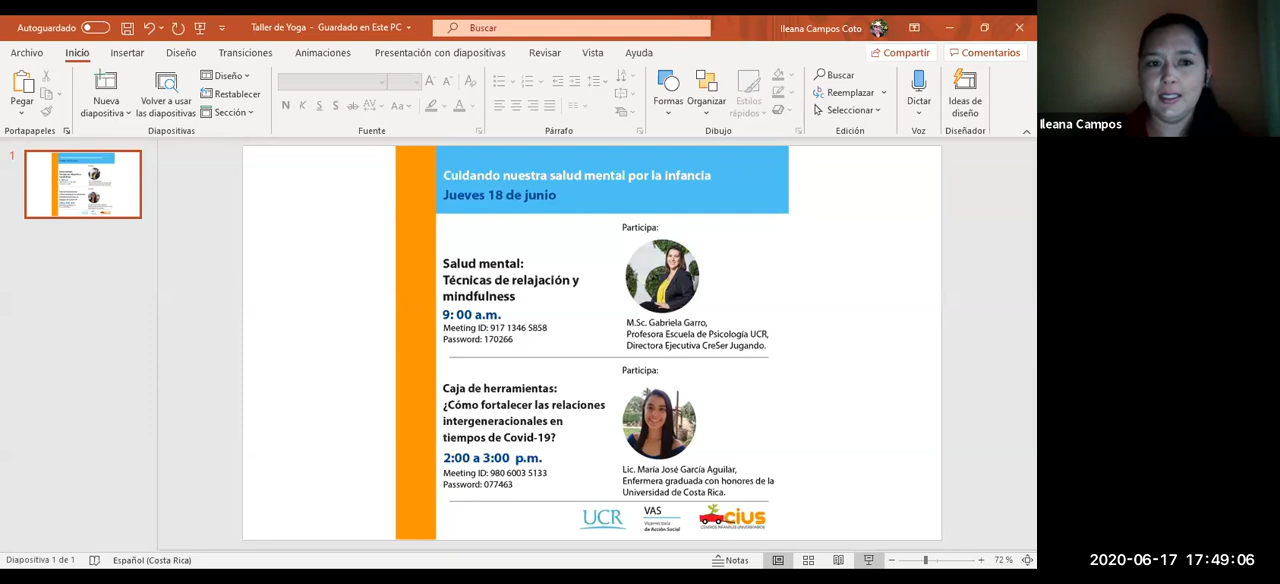 Autoguardado
Taller de Yoga - Guardado en Este PC
Buscar
Ileana Campos Coto
Archivo
Inicio
Insertar
Diseño
Transiciones
Animaciones
Presentación con diapositivas
Revisar
Vista
Ayuda
Compartir
Comentarios
Pegar
Nueva
diapositiva
Volver a usar
las diapositivas
Diseño
Restablecer
Sección
N K S S ab AV Aa A
Formas
Organizar
Estilos
rápidos
Buscar
Reemplazar
Seleccionar
Dictar
Ideas de
diseño
Portapapeles
Diapositivas
Fuente
Párrafo
Dibujo
Edición
Voz
Diseñador
Ileana Campos
1
Cuidando nuestra salud mental por la infancia
Jueves 18 de junio
Participa:
Salud mental:
Técnicas de relajación y
mindfulness
9: 00 a.m.
Meeting ID: 917 1346 5858
Password: 170266
M.Sc. Gabriela Garro,
Profesora Escuela de Psicología UCR,
Directora Ejecutiva CreSer Jugando.
Participa:
Caja de herramientas:
¿Cómo fortalecer las relaciones
intergeneracionales en
tiempos de Covid-19?
2:00 a 3:00 p.m.
Meeting ID: 980 6003 5133
Password: 077463
Lic. María José García Aguilar,
Enfermera graduada con honores de la
Universidad de Costa Rica.
UCR
VAS
Vicerrectoría
de Acción Social
cius
CENTROS INFANTILES UNIVERSITARIOS
Diapositiva 1 de 1
Español (Costa Rica)
Notas
72 %
2020-06-17 17:49:06